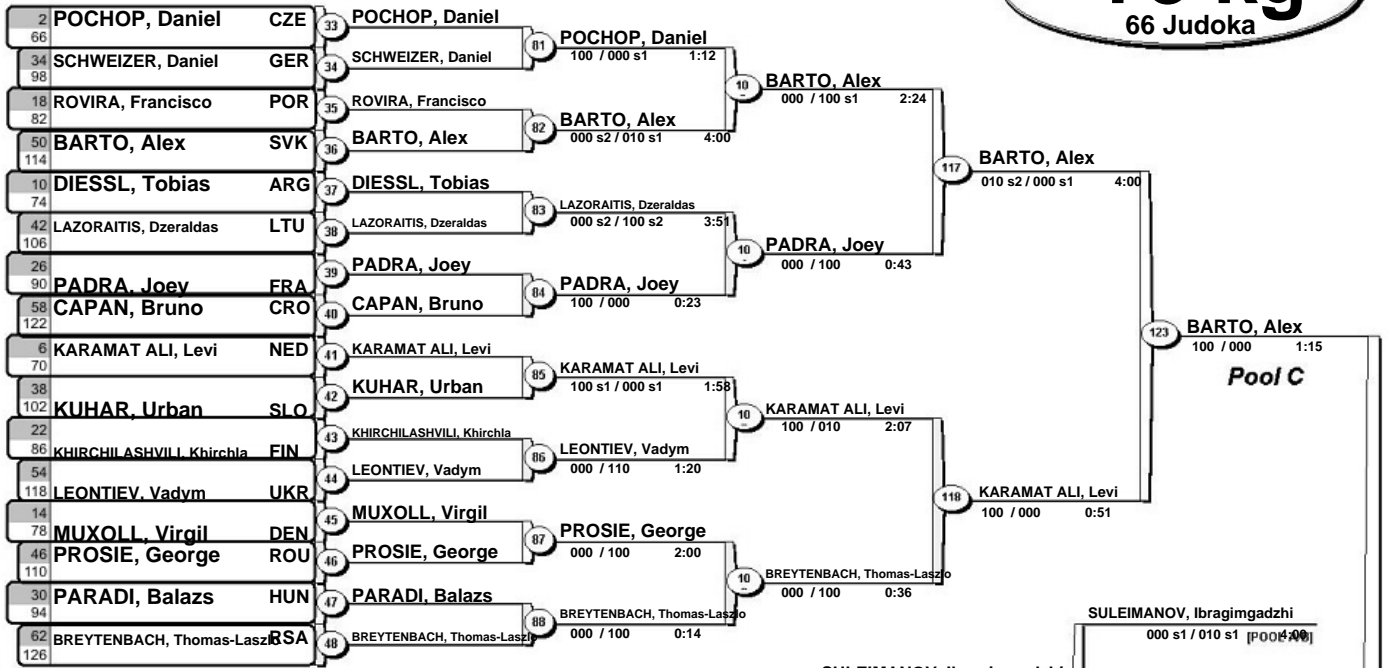 66 Judoka
2 66 POCHOP, Daniel CZE
34 98 SCHWEIZER, Daniel GER
18 82 ROVIRA, Francisco POR
50 114 BARTO, Alex SVK
10 74 DIESSL, Tobias ARG
42 106 LAZORAITIS, Dzeraldas LTU
26 90 PADRA, Joey FRA
58 122 CAPAN, Bruno CRO
6 70 KARAMAT ALI, Levi NED
38 102 KUHAR, Urban SLO
22 86 KHIRCHILASHVILI, Khirchla FIN
54 118 LEONTIEV, Vadym UKR
14 78 MUXOLL, Virgil DEN
46 110 PROSIE, George ROU
30 94 PARADI, Balazs HUN
62 126 BREYTENBACH, Thomas-Laszl RSA
33 POCHOP, Daniel
34 SCHWEIZER, Daniel
35 ROVIRA, Francisco
36 BARTO, Alex
37 DIESSL, Tobias
38 LAZORAITIS, Dzeraldas
39 PADRA, Joey
40 CAPAN, Bruno
41 KARAMAT ALI, Levi
42 KUHAR, Urban
43 KHIRCHILASHVILI, Khirchla
44 LEONTIEV, Vadym
45 MUXOLL, Virgil
46 PROSIE, George
47 PARADI, Balazs
48 BREYTENBACH, Thomas-Laszlo
81 POCHOP, Daniel
100 / 000 s1 1:12
82 BARTO, Alex
000 s2 / 010 s1 4:00
83 LAZORAITIS, Dzeraldas
000 s2 / 100 s2 3:51
84 PADRA, Joey
100 / 000 0:23
85 KARAMAT ALI, Levi
100 s1 / 000 s1 1:58
86 LEONTIEV, Vadym
000 / 110 1:20
87 PROSIE, George
000 / 100 2:00
88 BREYTENBACH, Thomas-Laszlo
000 / 100 0:14
10 BARTO, Alex
000 / 100 s1 2:24
10 PADRA, Joey
000 / 100 0:43
10 KARAMAT ALI, Levi
100 / 010 2:07
10 BREYTENBACH, Thomas-Laszlo
000 / 100 0:36
117 BARTO, Alex
010 s2 / 000 s1 4:00
118 KARAMAT ALI, Levi
100 / 000 0:51
123 BARTO, Alex
100 / 000 1:15
Pool C
SULEIMANOV, Ibragimgadzhi
000 s1 / 010 s1 4:00